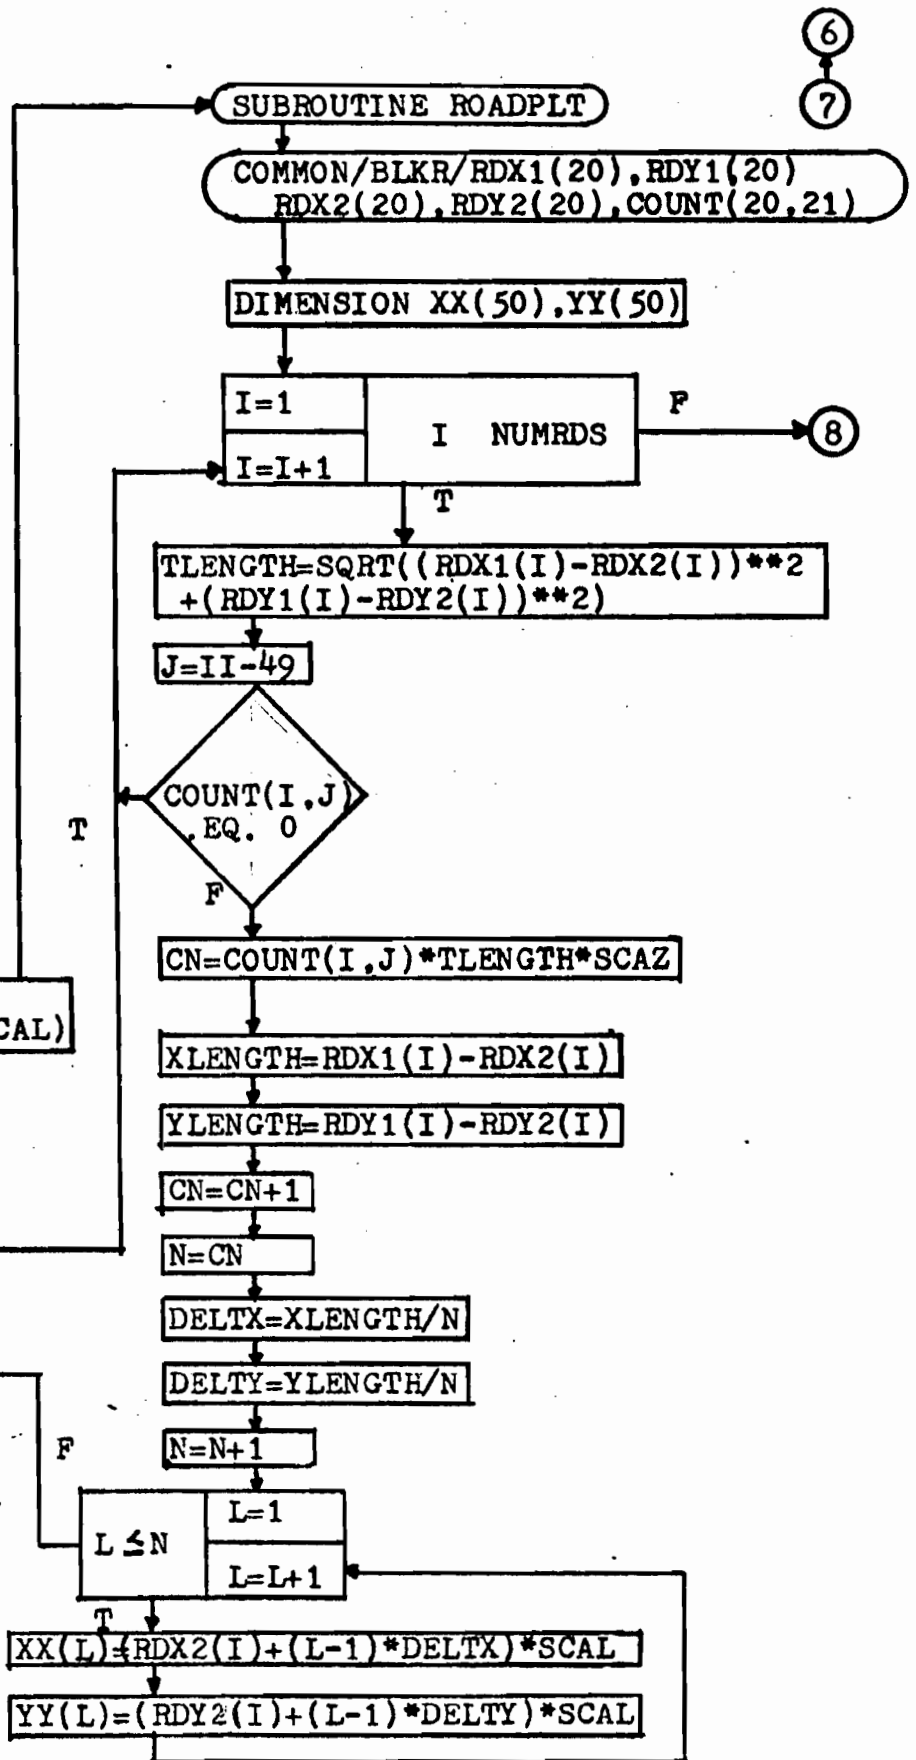 6
7
SUBROUTINE ROADPLT
COMMON/BLKR/RDX1(20),RDY1(20)
RDX2(20),RDY2(20),COUNT(20,21)
DIMENSION XX(50),YY(50)
I=1
I NUMRDS
F
8
I=I+1
T
TLENGTH=SQRT((RDX1(I)-RDX2(I))**2
+(RDY1(I)-RDY2(I))**2)
J=II-49
COUNT(I,J)
.EQ. 0
T
F
CN=COUNT(I,J)*TLENGTH*SCAZ
CAL)
XLENGTH=RDX1(I)-RDX2(I)
YLENGTH=RDY1(I)-RDY2(I)
CN=CN+1
N=CN
DELTX=XLENGTH/N
DELTY=YLENGTH/N
F
N=N+1
L=1
L≤N
L=L+1
T
XX(L)=(RDX2(I)+(L-1)*DELTX)*SCAL
YY(L)=(RDY2(I)+(L-1)*DELTY)*SCAL